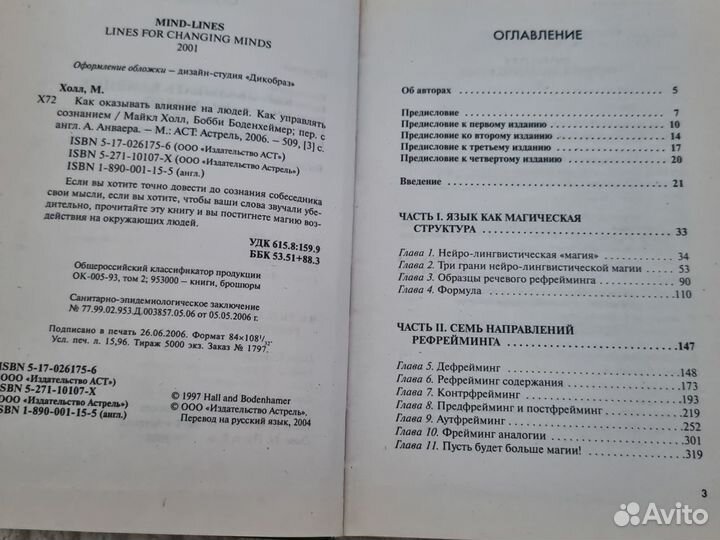 MIND-LINES
LINES FOR CHANGING MINDS
2001
Оформление обложки – дизайн-студия «Дикобраз»
Холл, М.
Х72 Как оказывать влияние на людей. Как управлять
сознанием / Майкл Холл, Бобби Боденхеймер; пер. с
англ. А. Анваера. – М.: АСТ: Астрель, 2006. – 509, [3] с.
ISBN 5-17-026175-6 (ООО «Издательство АСТ»)
ISBN 5-271-10107-X (ООО «Издательство Астрель»)
ISBN 1-890-001-15-5 (англ.)
Если вы хотите точно довести до сознания собеседника
свои мысли, если вы хотите, чтобы ваши слова звучали убе-
дительно, прочитайте эту книгу и вы постигнете магию воз-
действия на окружающих людей.
УДК 615.8:159.9
ББК 53.51+88.3
Общероссийский классификатор продукции
ОК-005-93, том 2; 953000 – книги, брошюры
Санитарно-эпидемиологическое заключение
№ 77.99.02.953.Д.003857.05.06 от 05.05.2006 г.
Подписано в печать 26.06.2006. Формат 84×108 1/32.
Усл. печ. л. 15,96. Тираж 5000 экз. Заказ № 1797.
ISBN 5-17-026175-6
(ООО «Издательство АСТ»)
ISBN 5-271-10107-X
(ООО «Издательство Астрель»)
ISBN 1-890-001-15-5 (англ.)
© 1997 Hall and Bodenhamer
© ООО «Издательство Астрель».
Перевод на русский язык, 2004
ОГЛАВЛЕНИЕ
Об авторах 5
Предисловие 7
Предисловие к первому изданию 10
Предисловие ко второму изданию 14
Предисловие к третьему изданию 17
Предисловие к четвертому изданию 20
Введение 21
ЧАСТЬ I. ЯЗЫК КАК МАГИЧЕСКАЯ
СТРУКТУРА 33
Глава 1. Нейро-лингвистическая «магия» 34
Глава 2. Три грани нейро-лингвистической магии 53
Глава 3. Образцы речевого рефрейминга 90
Глава 4. Формула 110
ЧАСТЬ II. СЕМЬ НАПРАВЛЕНИЙ
РЕФРЕЙМИНГА 147
Глава 5. Дефрейминг 148
Глава 6. Рефрейминг содержания 173
Глава 7. Контрфрейминг 193
Глава 8. Предфрейминг и постфрейминг 219
Глава 9. Аутфрейминг 252
Глава 10. Фрейминг аналогии 301
Глава 11. Пусть будет больше магии! 319
3
Avito